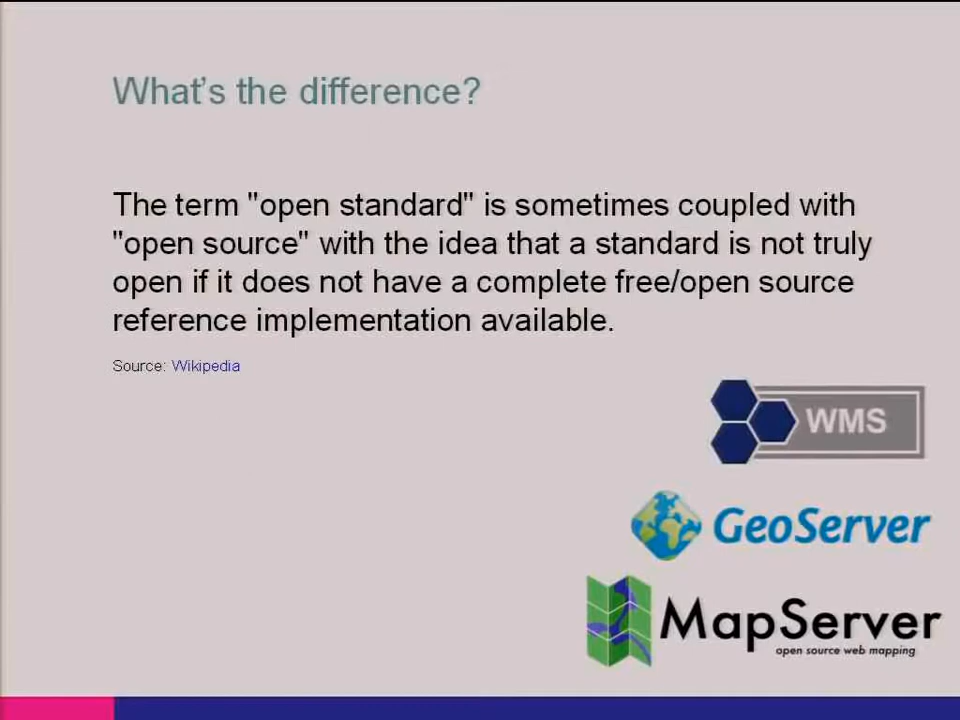 What's the difference?
The term "open standard" is sometimes coupled with
"open source" with the idea that a standard is not truly
open if it does not have a complete free/open source
reference implementation available.
Source: Wikipedia
WMS
GeoServer
MapServer
open source web mapping